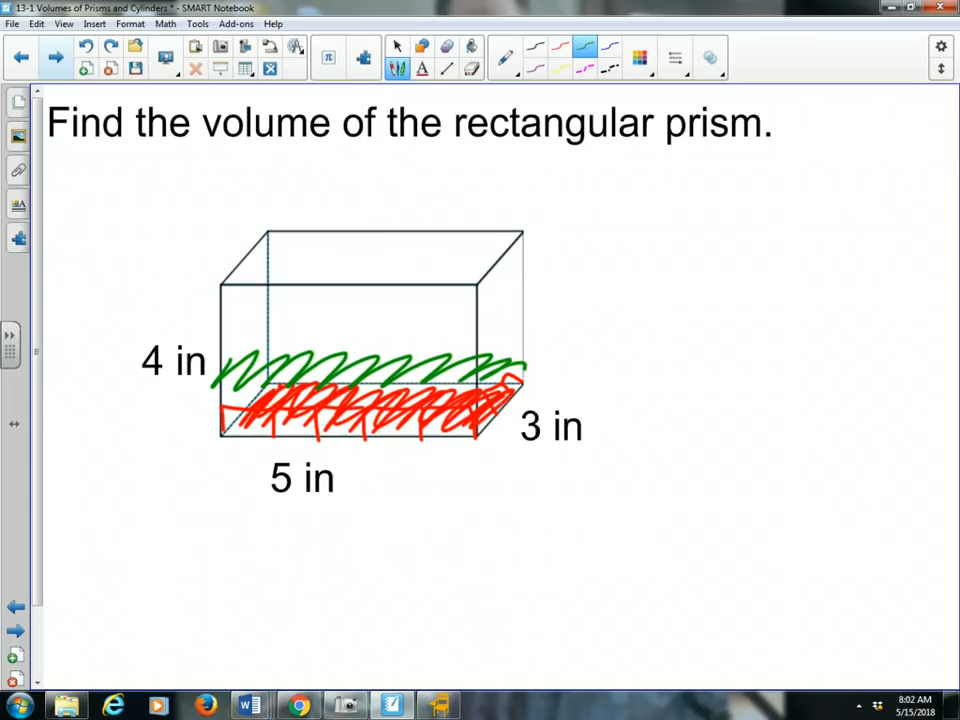 13-1 Volumes of Prisms and Cylinders * - SMART Notebook
File Edit View Insert Format Math Tools Add-ons Help
Find the volume of the rectangular prism.
4 in
3 in
5 in
8:02 AM
5/15/2018